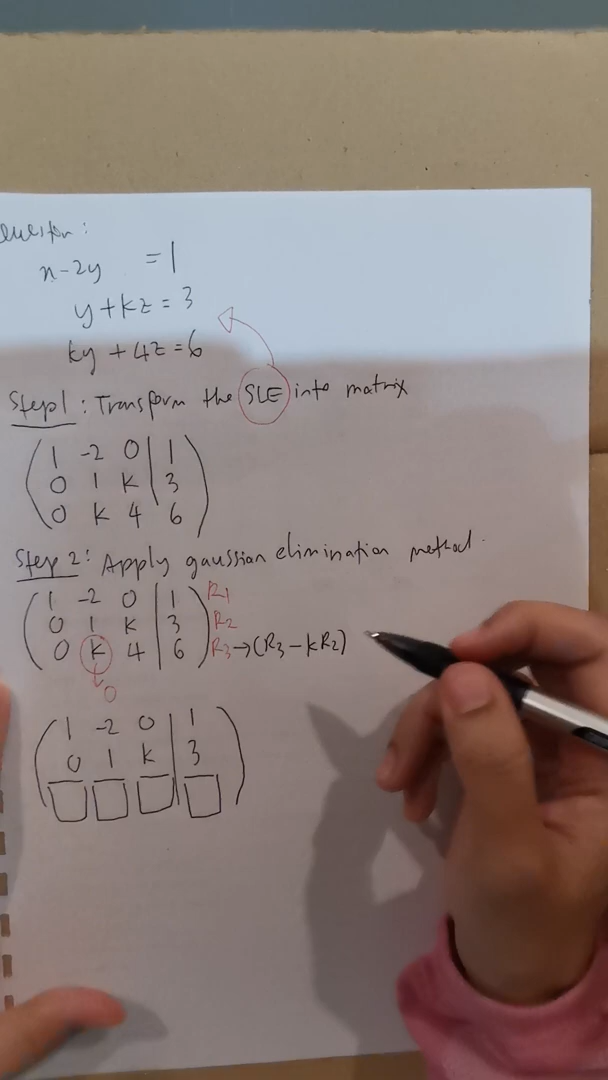 x-2y = 1
y+kz = 3
ky + 4z = 6
Step 1: Transform the SLE into matrix
1 -2 0 | 1
0 1 k | 3
0 k 4 6
Step 2: Apply gaussian elimination method.
1 -2 0 | 1 R1
0 1 k | 3 R2
0 k 4 | 6 R3→(R3-kR2)
0
1 -2 0 | 1
0 1 k | 3